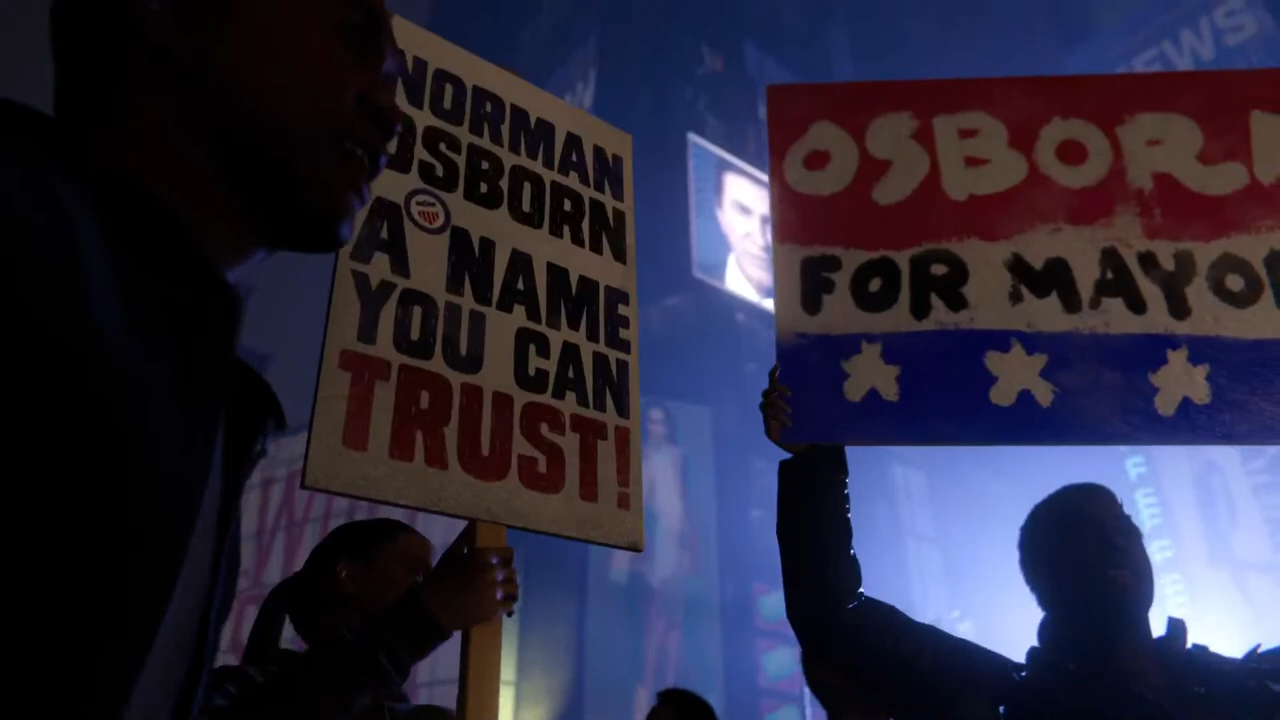 NORMAN
OSBORN
A NAME
YOU CAN
TRUST!
OSBOR
FOR MAYO
NEWS